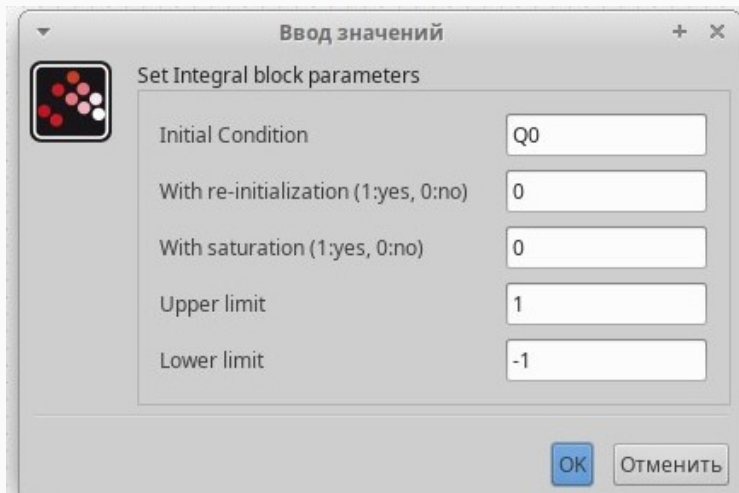 Ввод значений
Set Integral block parameters
Initial Condition Q0
With re-initialization (1:yes, 0:no) 0
With saturation (1:yes, 0:no) 0
Upper limit 1
Lower limit -1
OK Отменить